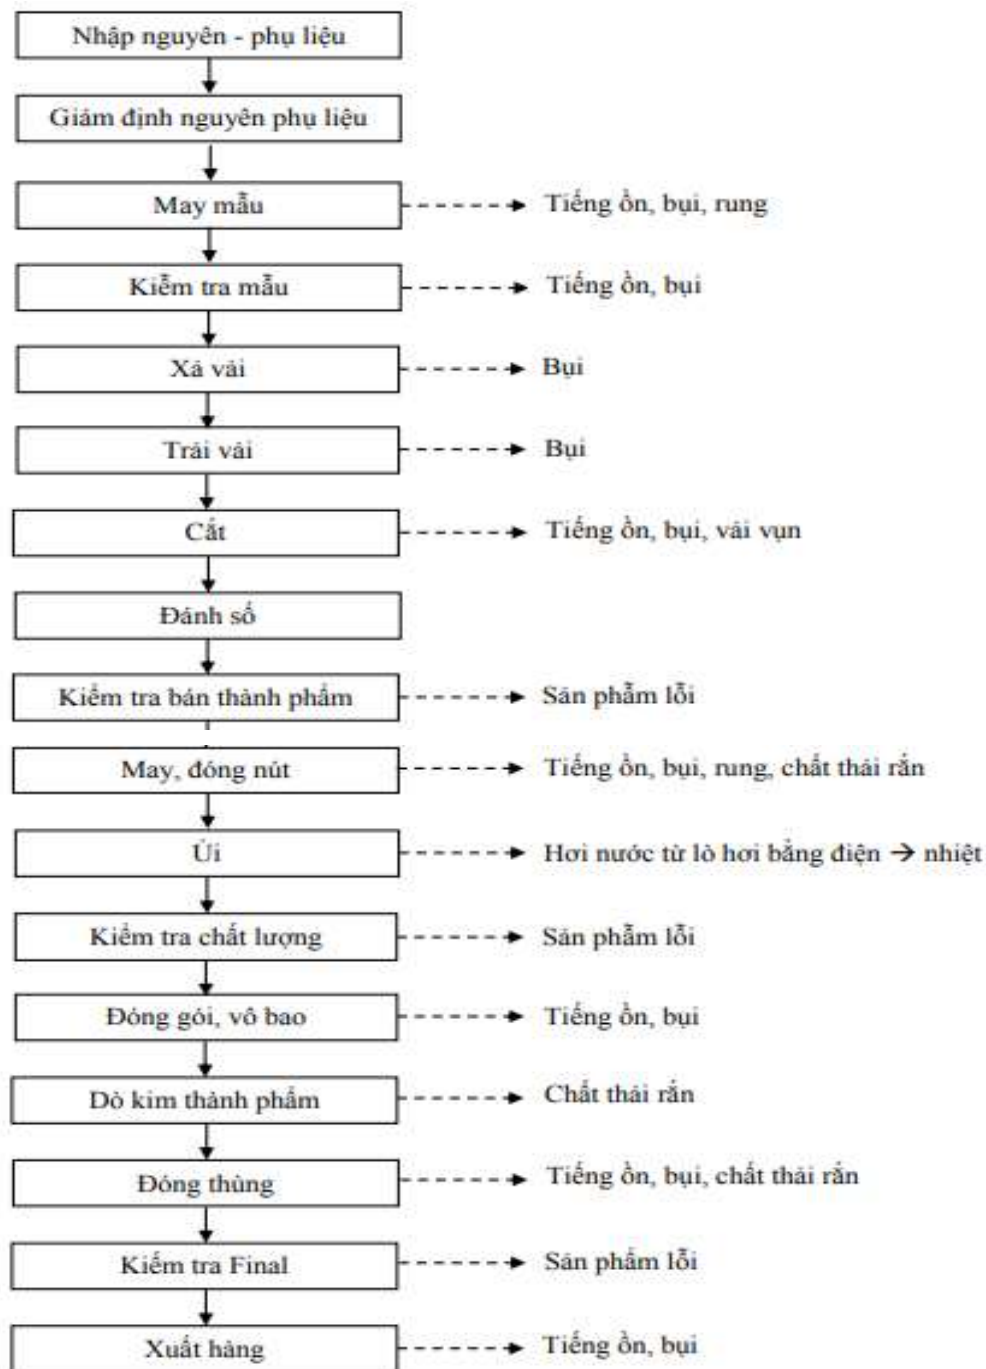 Nhập nguyên - phụ liệu
Giám định nguyên phụ liệu
May mẫu
Tiếng ồn, bụi, rung
Kiễm tra mẫu
Tiếng ồn, bụi
Xả vải
Bụi
Trải vải
Bụi
Cắt
Tiếng ồn, bụi, vải vụn
Đánh số
Kiểm tra bán thành phẩm
Sản phẫm lỗi
May, đóng nút
Tiếng ồn, bụi, rung, chất thải rắn
Ủi
Hơi nước từ lò hơi bằng điện → nhiệt
Kiểm tra chất lượng
Sản phẫm lỗi
Đóng gói, vô bao
Tiếng ồn, bụi
Dò kim thành phẩm
Chất thải rắn
Đóng thùng
Tiếng ồn, bụi, chất thải rắn
Kiểm tra Final
Sản phẩm lỗi
Xuất hàng
Tiếng ồn, bụi